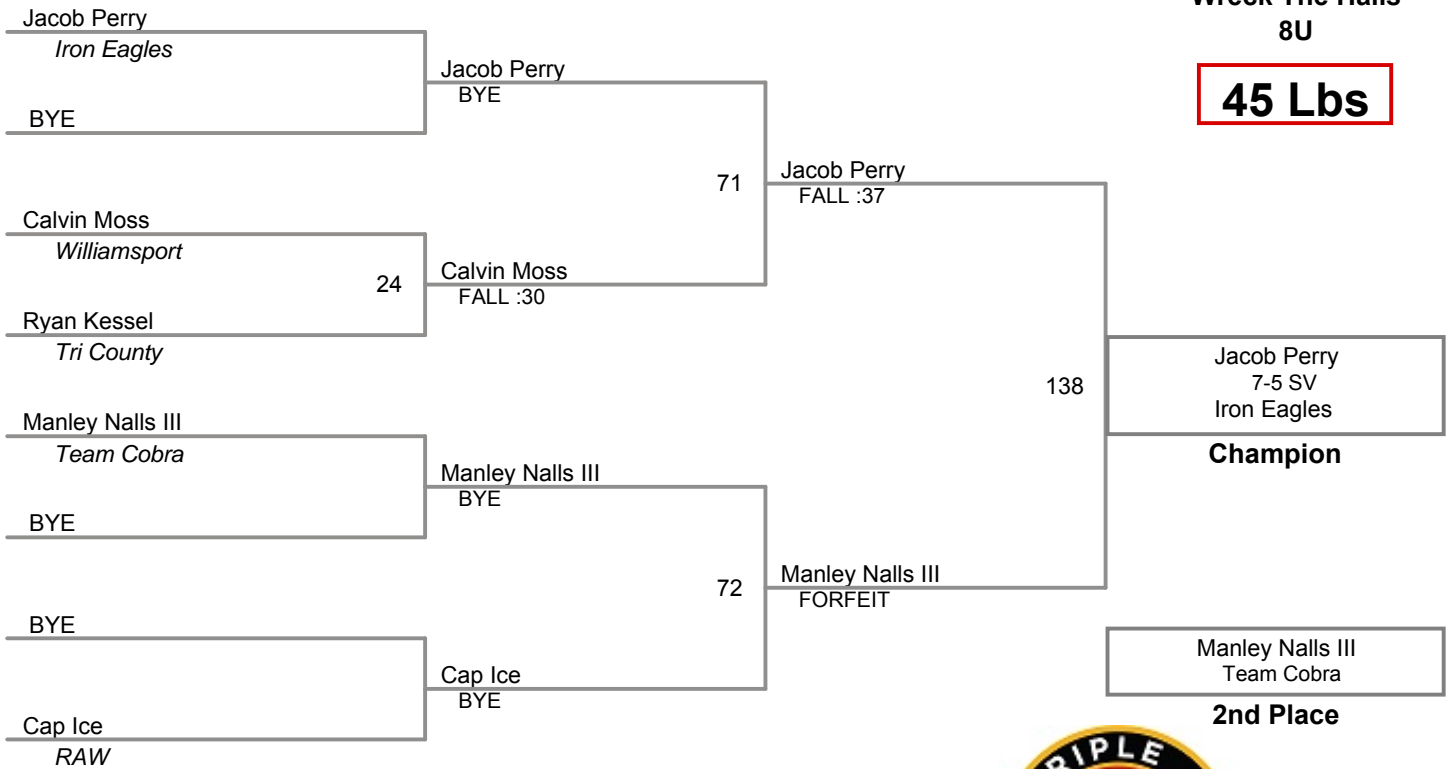 Wreck The Halls
8U
45 Lbs
Jacob Perry
Iron Eagles
BYE
Calvin Moss
Williamsport
24
Ryan Kessel
Tri County
Manley Nalls III
Team Cobra
BYE
BYE
Cap Ice
RAW
Jacob Perry
BYE
71
Calvin Moss
FALL :30
Manley Nalls III
BYE
72
Cap Ice
BYE
Jacob Perry
FALL :37
138
Manley Nalls III
FORFEIT
Jacob Perry
7-5 SV
Iron Eagles
Champion
Manley Nalls III
Team Cobra
2nd Place